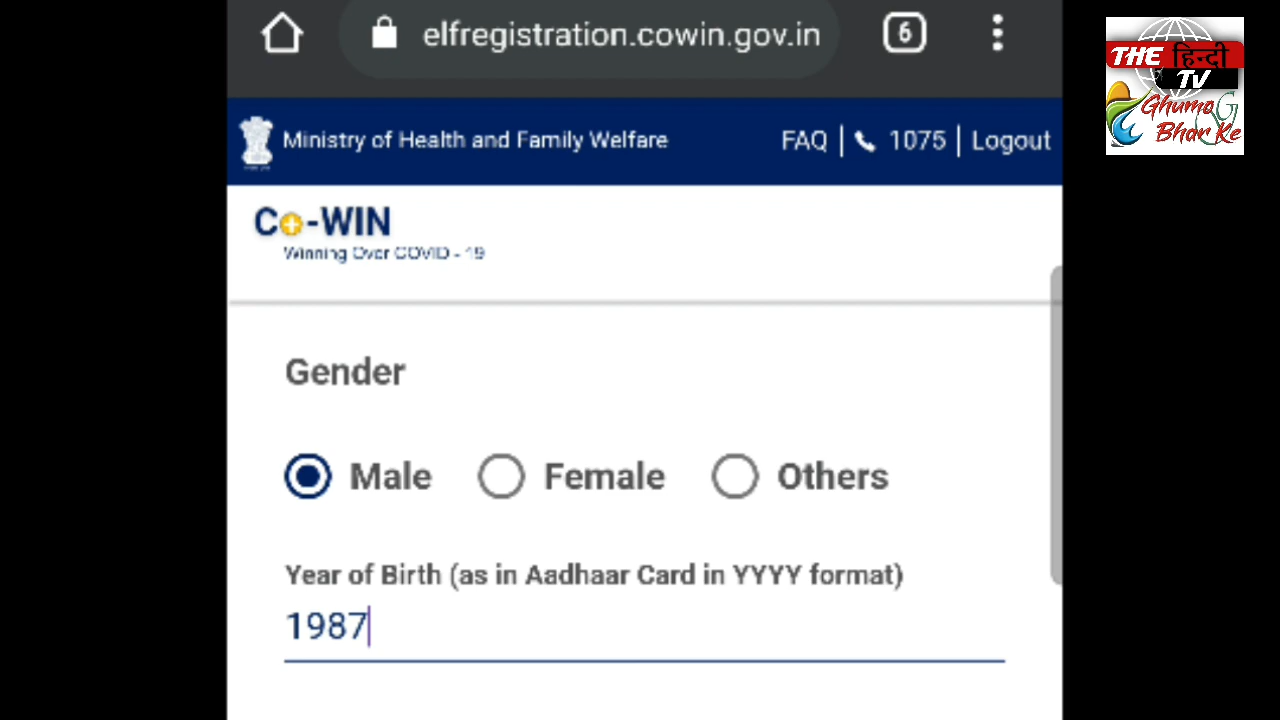 elfregistration.cowin.gov.in
6
THE हिन्दी
TV
Ghumo
Bhar Ke
Ministry of Health and Family Welfare
FAQ | 1075 | Logout
Co-WIN
Winning Over COVID - 19
Gender
Male Female Others
Year of Birth (as in Aadhaar Card in YYYY format)
1987